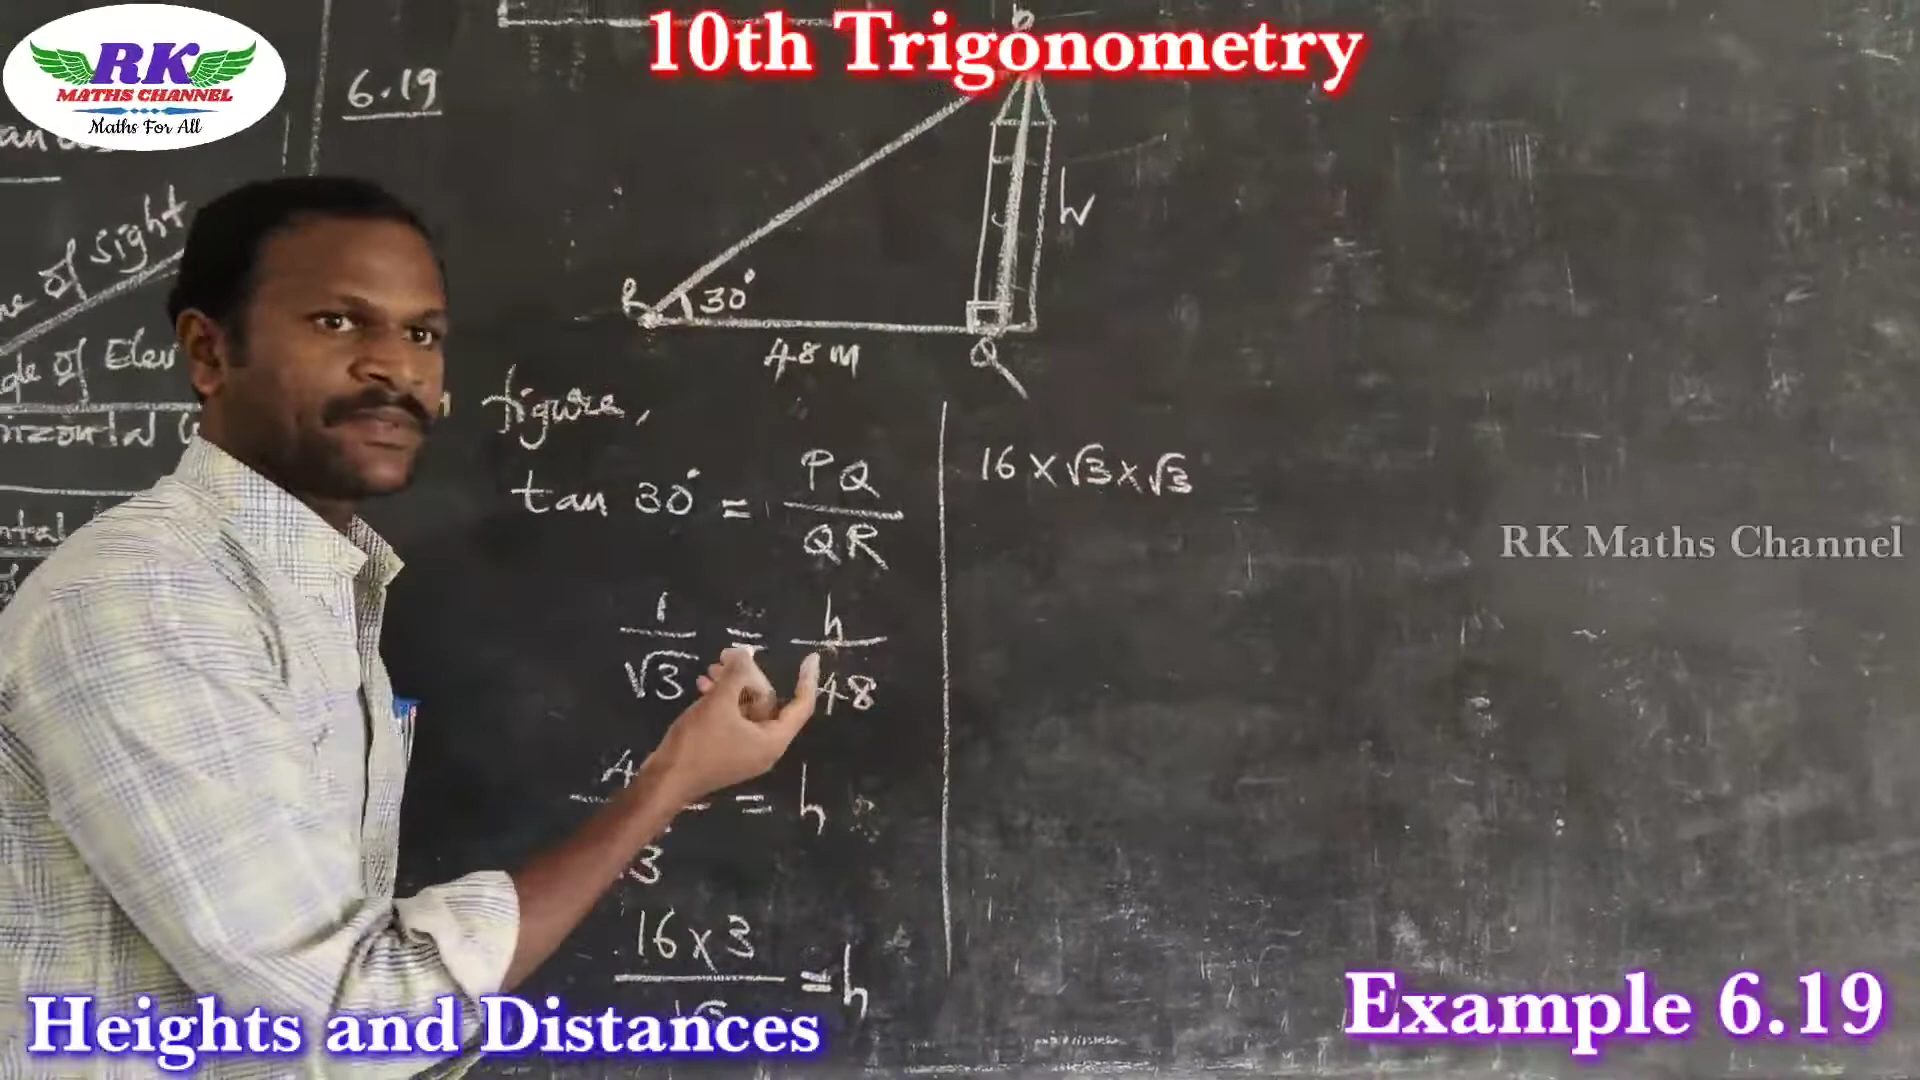 10th Trigonometry
RK
MATHS CHANNEL
Maths For All
6.19
of sight
of Elev
h
R
30°
48 m
Q
figure,
tan 30° = PQ / QR
1 / √3 = h / 48
= h
3
16 × 3
= h
16 × √3 × √3
RK Maths Channel
Heights and Distances
Example 6.19